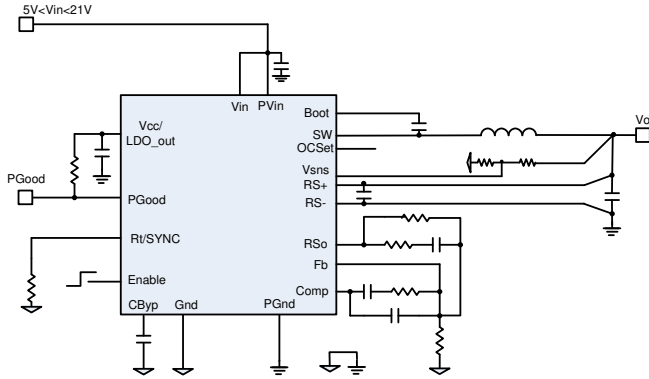 5V<Vin<21V
Vin PVin
Vcc/
LDO_out
PGood
PGood
Rt/SYNC
Enable
CByp Gnd PGnd
Boot
SW
OCSet
Vsns
RS+
RS-
RSo
Fb
Comp
Vo